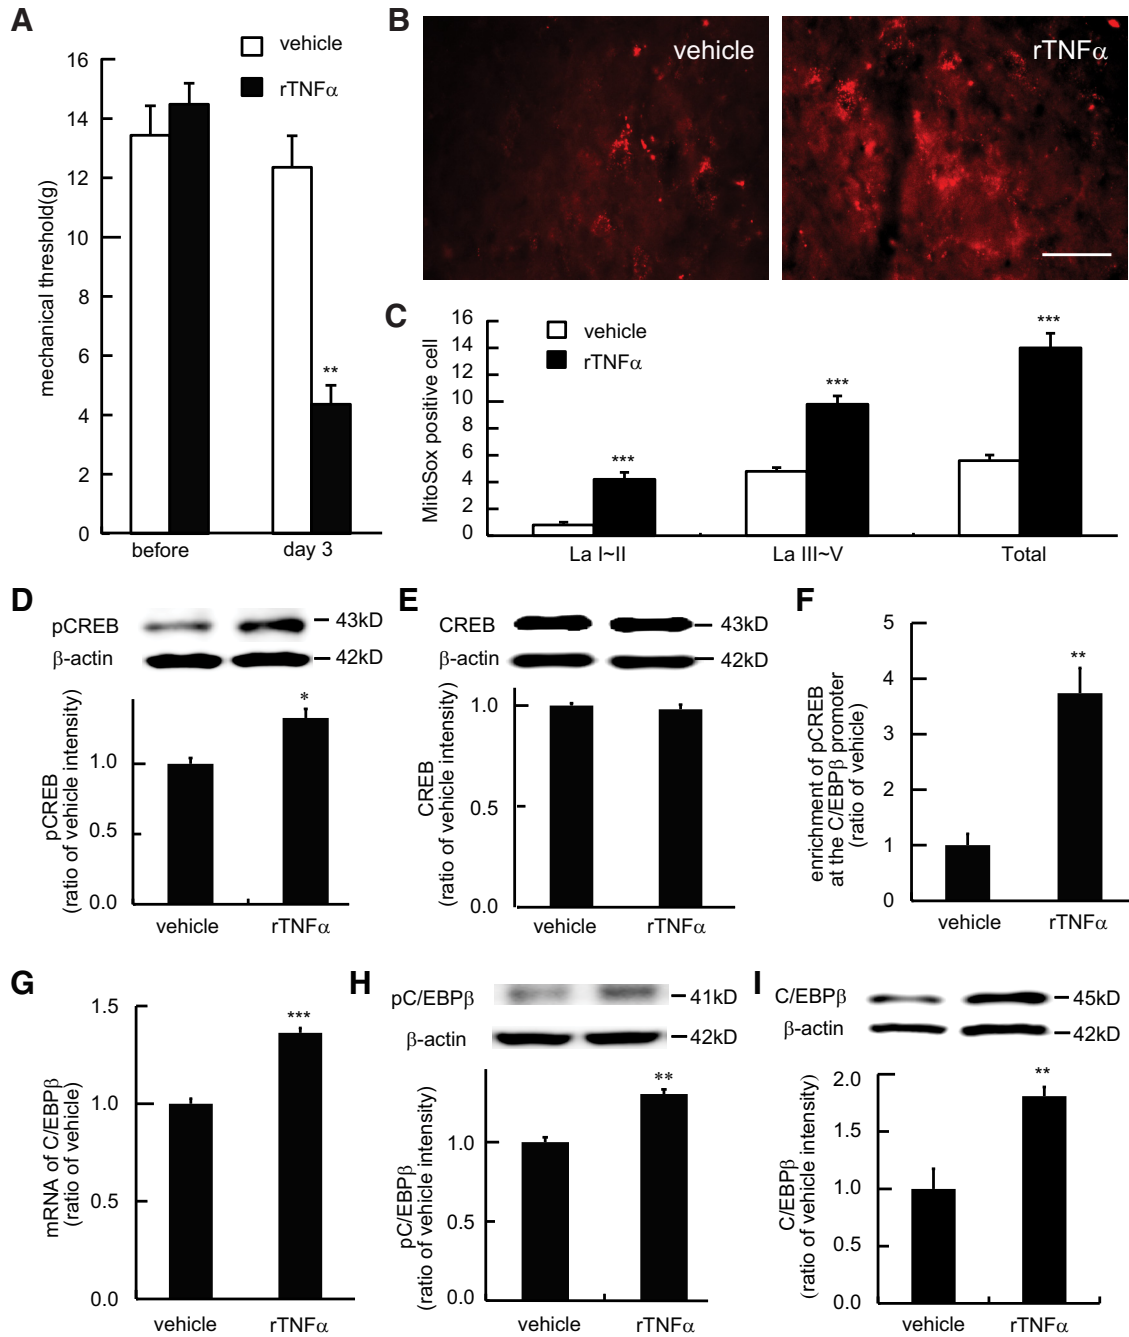 A
vehicle
rTNFα
16
14
12
10
8
6
4
2
0
mechanical threshold(g)
**
before
day 3
B
vehicle
rTNFα
C
vehicle
rTNFα
16
14
12
10
8
6
4
2
0
MitoSox positive cell
***
***
***
La I~II
La III~V
Total
D
pCREB
43kD
β-actin
42kD
1.0
0.5
0.0
pCREB
(ratio of vehicle intensity)
*
vehicle
rTNFα
E
CREB
43kD
β-actin
42kD
1.0
0.5
0.0
CREB
(ratio of vehicle intensity)
vehicle
rTNFα
F
5
4
3
2
1
0
enrichment of pCREB
at the C/EBPβ promoter
(ratio of vehicle)
**
vehicle
rTNFα
G
1.5
1.0
0.5
0.0
mRNA of C/EBPβ
(ratio of vehicle)
***
vehicle
rTNFα
H
pC/EBPβ
41kD
β-actin
42kD
1.0
0.5
0.0
pC/EBPβ
(ratio of vehicle intensity)
**
vehicle
rTNFα
I
C/EBPβ
45kD
β-actin
42kD
2.0
1.5
1.0
0.5
0.0
C/EBPβ
(ratio of vehicle intensity)
**
vehicle
rTNFα